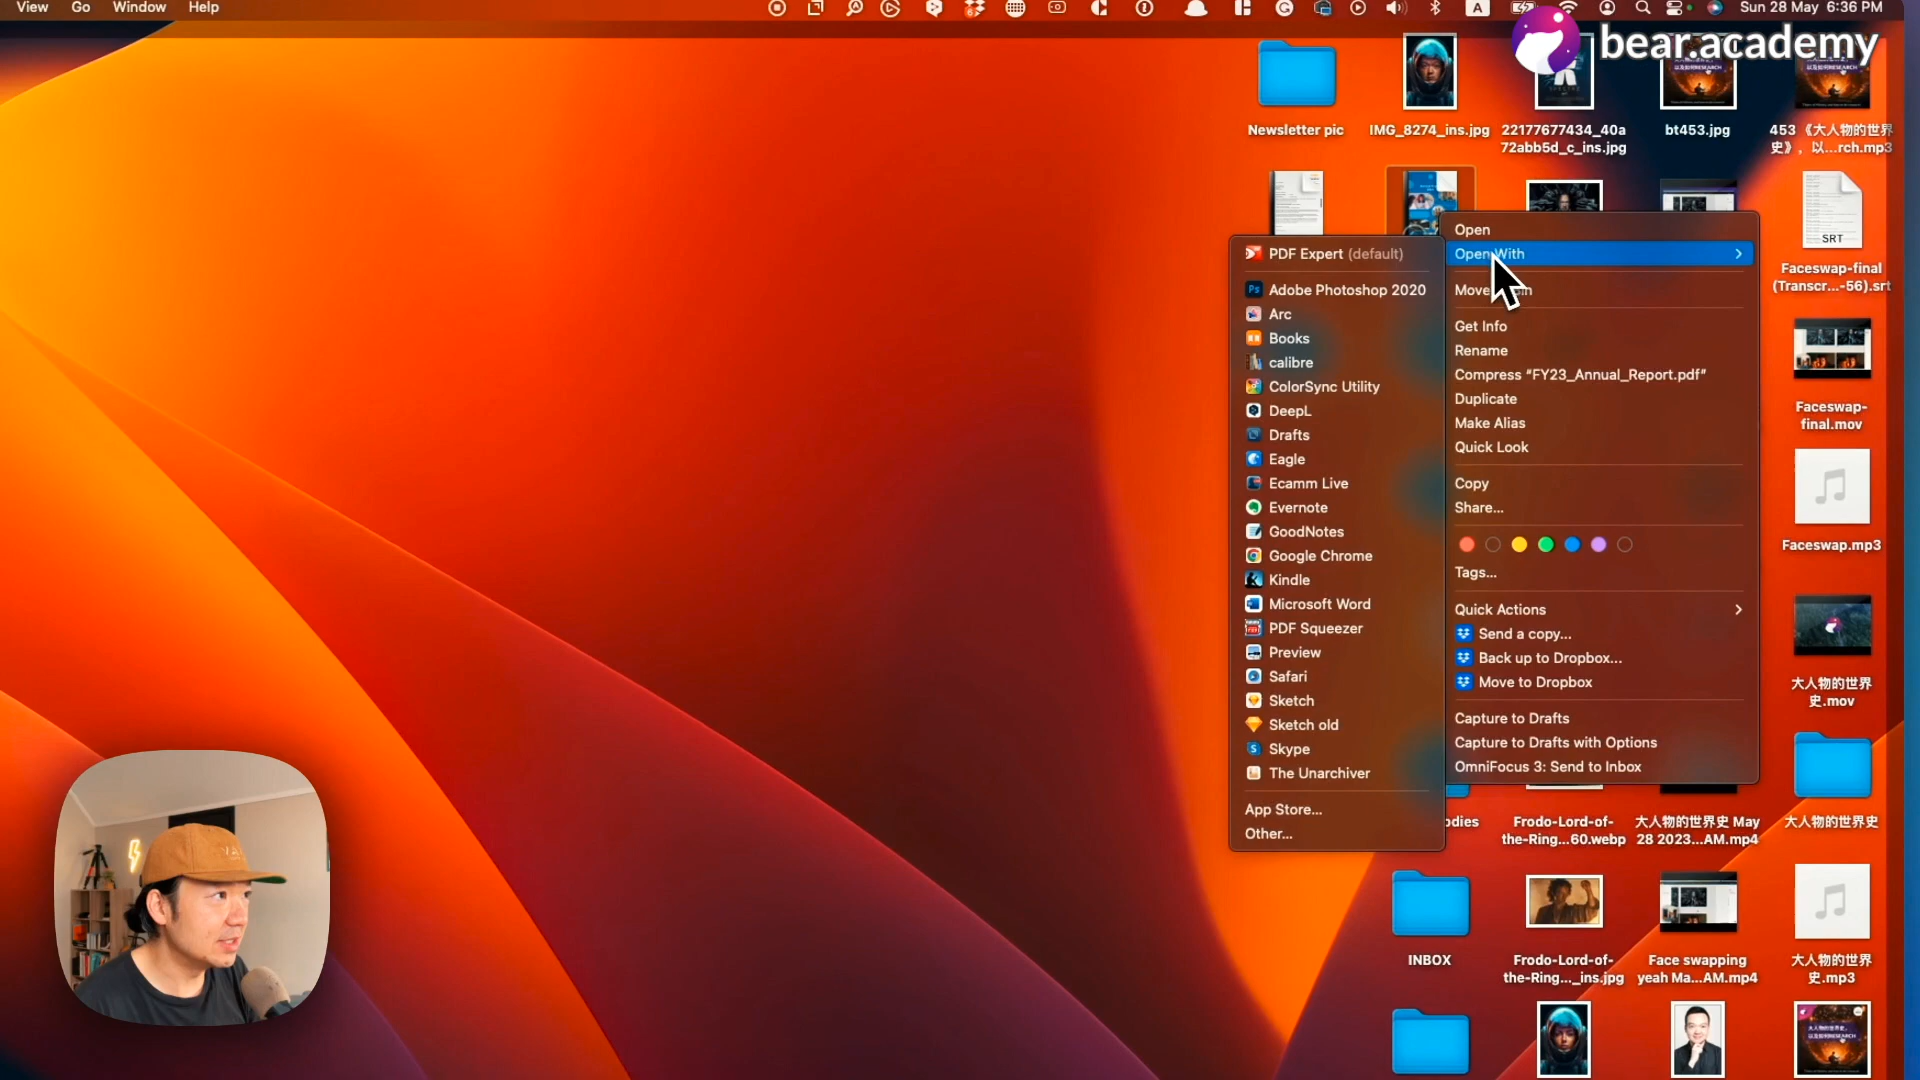 View Go Window Help
A
Sun 28 May 6:36 PM
bear.academy
Newsletter pic
IMG_8274_ins.jpg
22177677434_40a
72abb5d_c_ins.jpg
bt453.jpg
453 《大人物的世界
史》，以...rch.mp3
SRT
Faceswap-final
(Transcr...-56).srt
Faceswap-
final.mov
Faceswap.mp3
大人物的世界
史.mov
大人物的世界史
Open
Open With
Get Info
Rename
Compress “FY23_Annual_Report.pdf”
Duplicate
Make Alias
Quick Look
Copy
Share...
Tags...
Quick Actions
Send a copy...
Back up to Dropbox...
Move to Dropbox
Capture to Drafts
Capture to Drafts with Options
OmniFocus 3: Send to Inbox
PDF Expert (default)
Adobe Photoshop 2020
Arc
Books
calibre
ColorSync Utility
DeepL
Drafts
Eagle
Ecamm Live
Evernote
GoodNotes
Google Chrome
Kindle
Microsoft Word
PDF Squeezer
Preview
Safari
Sketch
Sketch old
Skype
The Unarchiver
App Store...
Other...
Frodo-Lord-of-
the-Ring...60.webp
大人物的世界史 May
28 2023...AM.mp4
INBOX
Frodo-Lord-of-
the-Ring..._ins.jpg
Face swapping
yeah Ma...AM.mp4
大人物的世界
史.mp3